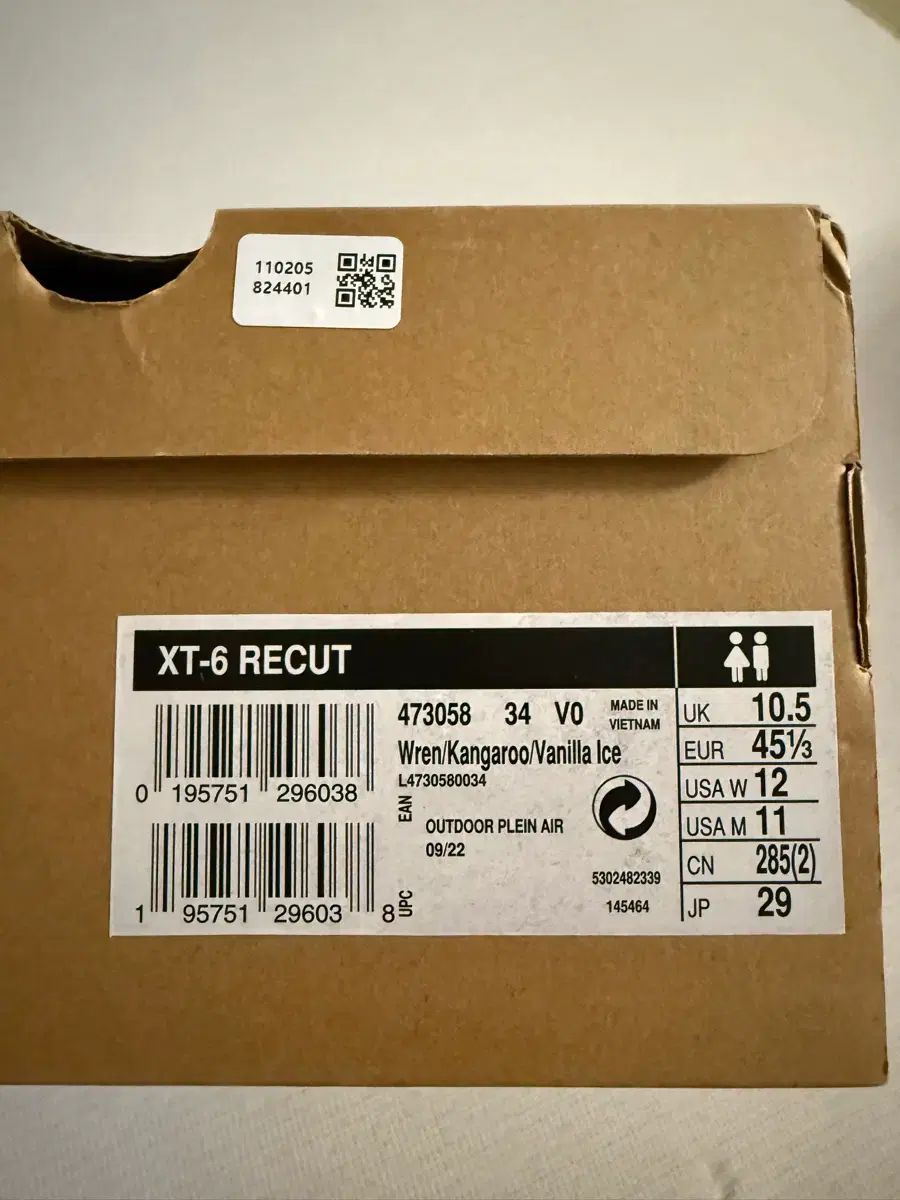 110205
824401
XT-6 RECUT
473058 34 V0
MADE IN
VIETNAM
Wren/Kangaroo/Vanilla Ice
L4730580034
0 195751 296038
EAN
OUTDOOR PLEIN AIR
09/22
5302482339
145464
1 95751 29603 8
UPC
UK 10.5
EUR 45⅓
USA W 12
USA M 11
CN 285(2)
JP 29